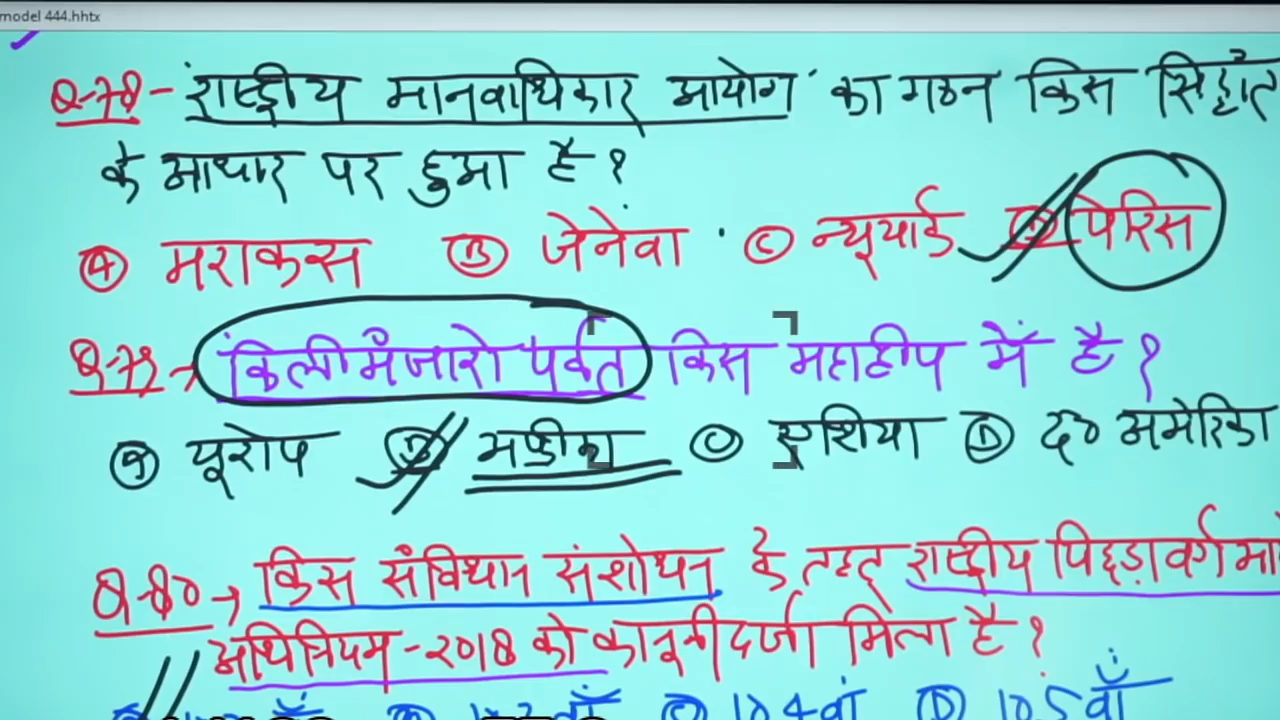 model 444.hhtx
Q-78- राष्ट्रीय मानवाधिकार आयोग का गठन किस सिद्धांत
के आधार पर हुआ है?
(A) मराकस (B) जेनेवा (C) न्यूयार्ड (D) पेरिस
Q-79→ किलीमंजारो पर्वत किस महाद्वीप में है?
(A) यूरोप (B) अफ्रीका (C) एशिया (D) द० अमेरिका
Q-80→ किस संविधान संशोधन के तहत राष्ट्रीय पिछड़ा वर्ग
अधिनियम-2018 को कानूनी दर्जा मिला है?
(C) 104वां (D) 105वाँ